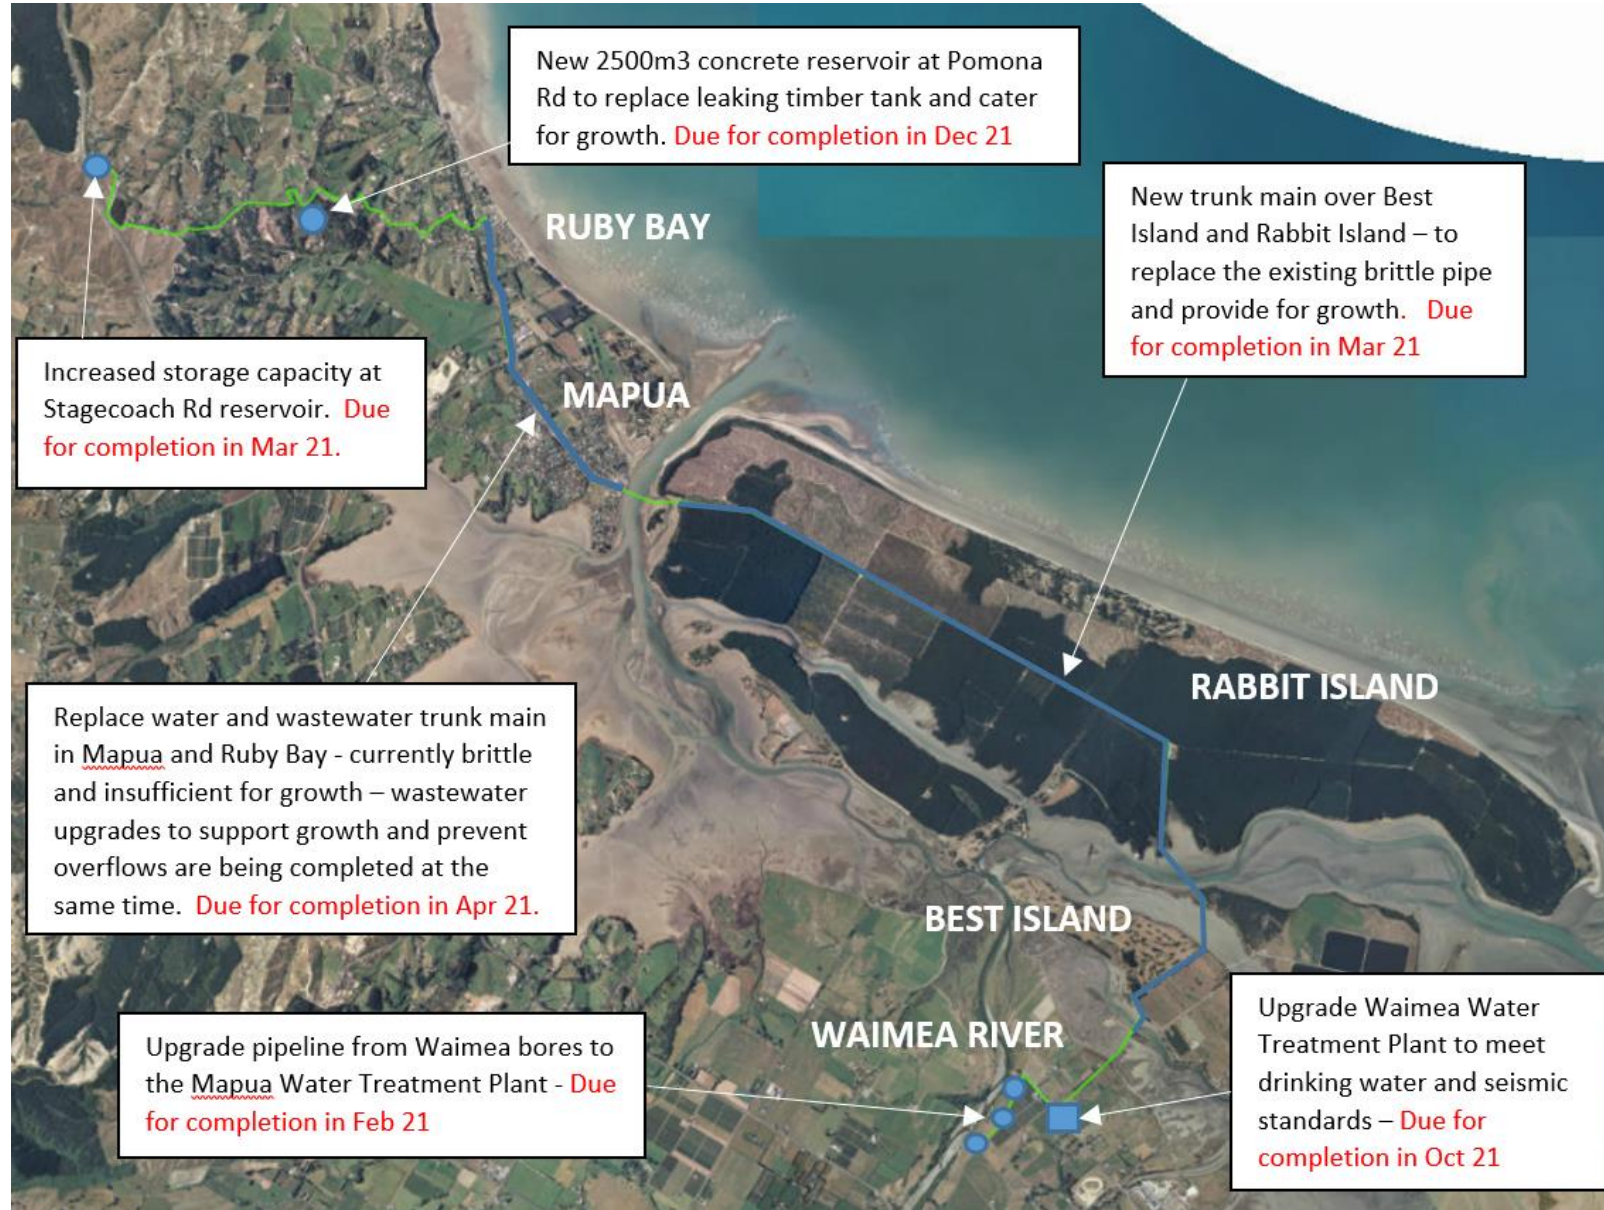 New 2500m3 concrete reservoir at Pomona
Rd to replace leaking timber tank and cater
for growth. Due for completion in Dec 21
New trunk main over Best
Island and Rabbit Island – to
replace the existing brittle pipe
and provide for growth.   Due
for completion in Mar 21
RUBY BAY
Increased storage capacity at
Stagecoach Rd reservoir.  Due
for completion in Mar 21.
MAPUA
RABBIT ISLAND
Replace water and wastewater trunk main
in Mapua and Ruby Bay - currently brittle
and insufficient for growth – wastewater
upgrades to support growth and prevent
overflows are being completed at the
same time.  Due for completion in Apr 21.
BEST ISLAND
WAIMEA RIVER
Upgrade pipeline from Waimea bores to
the Mapua Water Treatment Plant - Due
for completion in Feb 21
Upgrade Waimea Water
Treatment Plant to meet
drinking water and seismic
standards – Due for
completion in Oct 21